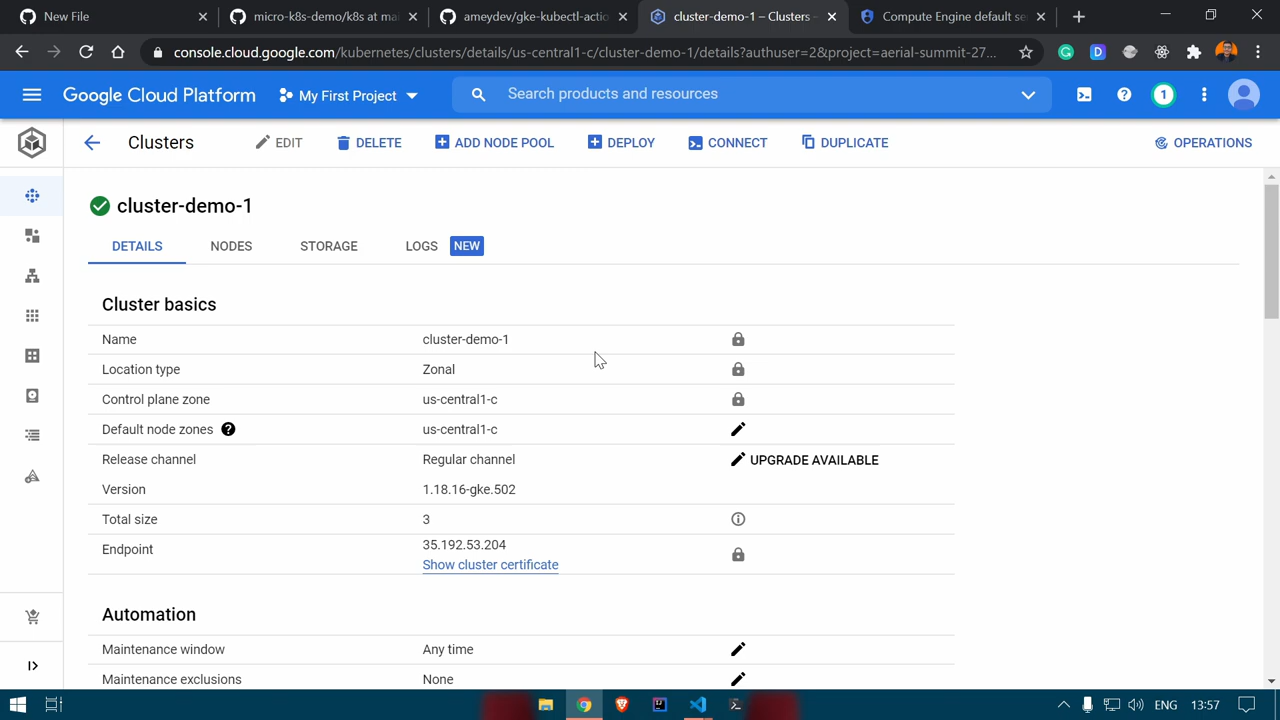 New File
micro-k8s-demo/k8s at mai
ameydev/gke-kubectl-actio
cluster-demo-1 – Clusters –
Compute Engine default se
console.cloud.google.com/kubernetes/clusters/details/us-central1-c/cluster-demo-1/details?authuser=2&project=aerial-summit-27...
Google Cloud Platform
My First Project
Search products and resources
1
Clusters
EDIT
DELETE
ADD NODE POOL
DEPLOY
CONNECT
DUPLICATE
OPERATIONS
cluster-demo-1
DETAILS
NODES
STORAGE
LOGS
NEW
Cluster basics
Name cluster-demo-1
Location type Zonal
Control plane zone us-central1-c
Default node zones us-central1-c
Release channel Regular channel UPGRADE AVAILABLE
Version 1.18.16-gke.502
Total size 3
Endpoint 35.192.53.204
Show cluster certificate
Automation
Maintenance window Any time
Maintenance exclusions None
ENG 13:57